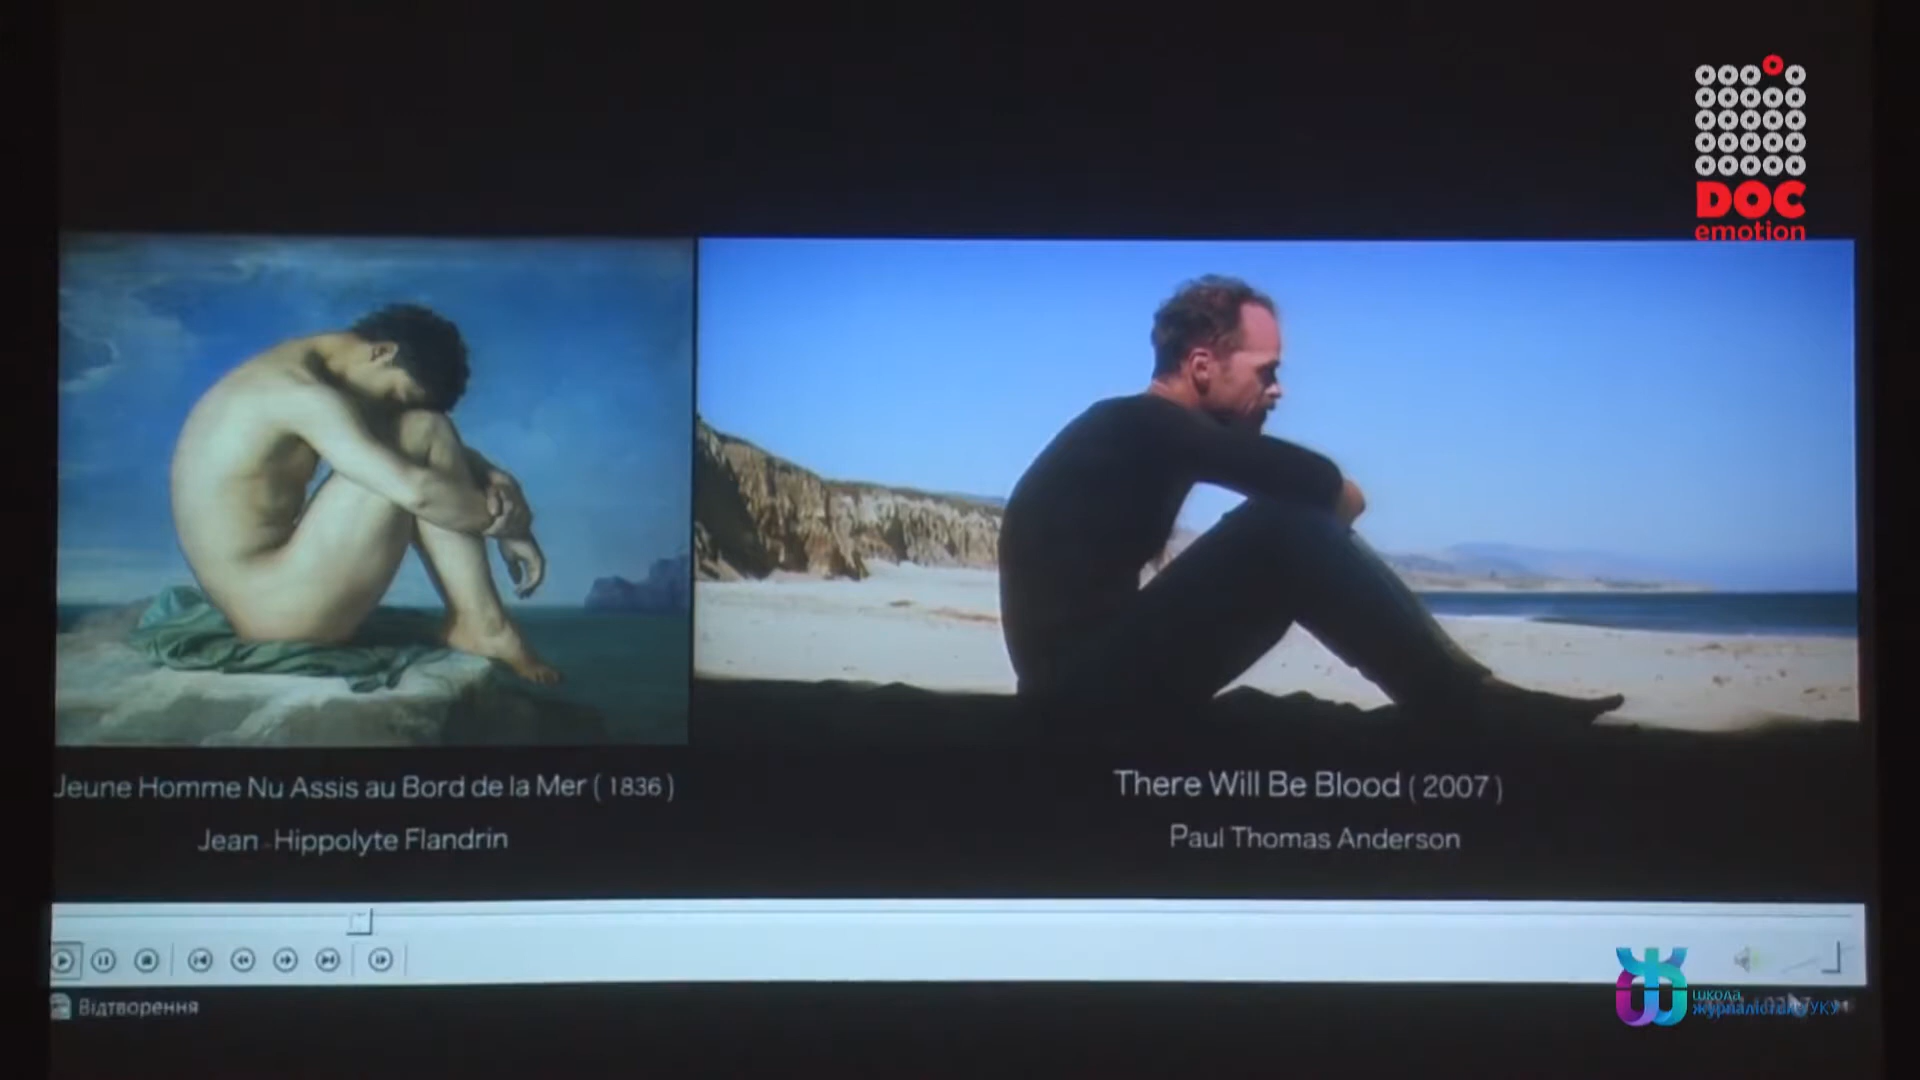 DOC
emotion
Jeune Homme Nu Assis au Bord de la Mer ( 1836 )
Jean-Hippolyte Flandrin
There Will Be Blood ( 2007 )
Paul Thomas Anderson
Відтворення
школа
журналістики УКУ